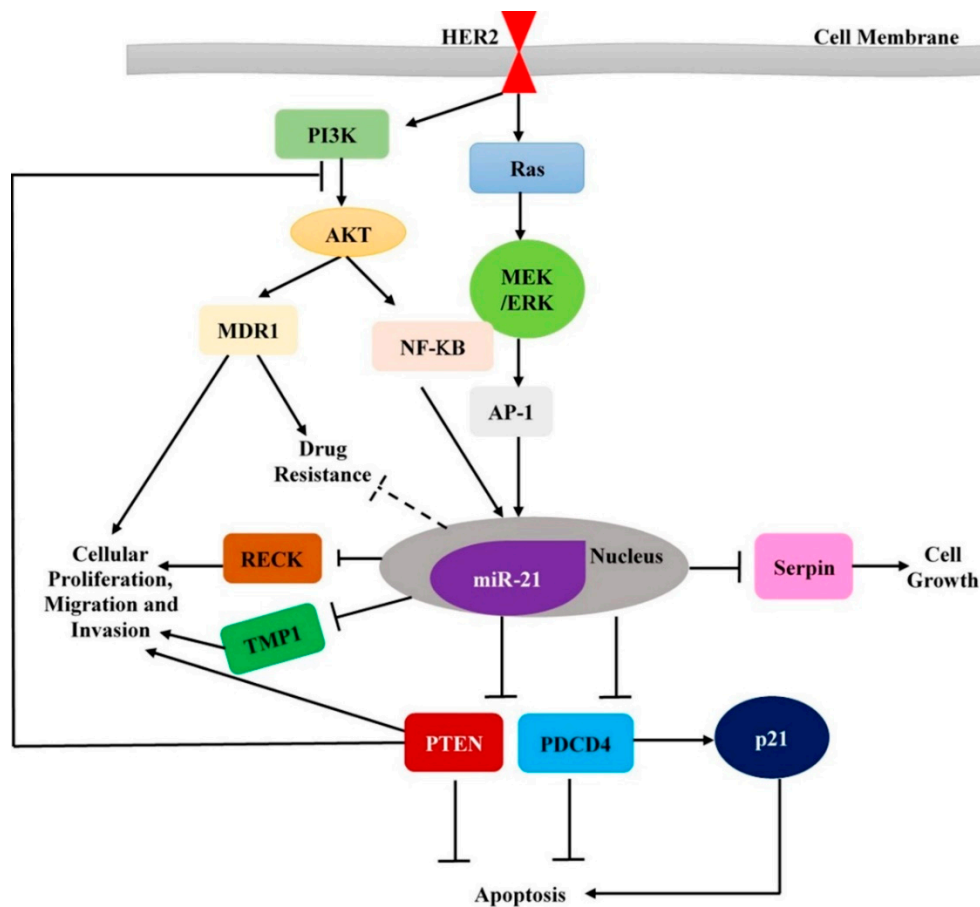 HER2
Cell Membrane
PI3K
Ras
AKT
MEK
/ERK
MDR1
NF-KB
AP-1
Drug
Resistance
Cellular
Proliferation,
Migration and
Invasion
RECK
TMP1
Nucleus
miR-21
Serpin
Cell
Growth
PTEN
PDCD4
p21
Apoptosis